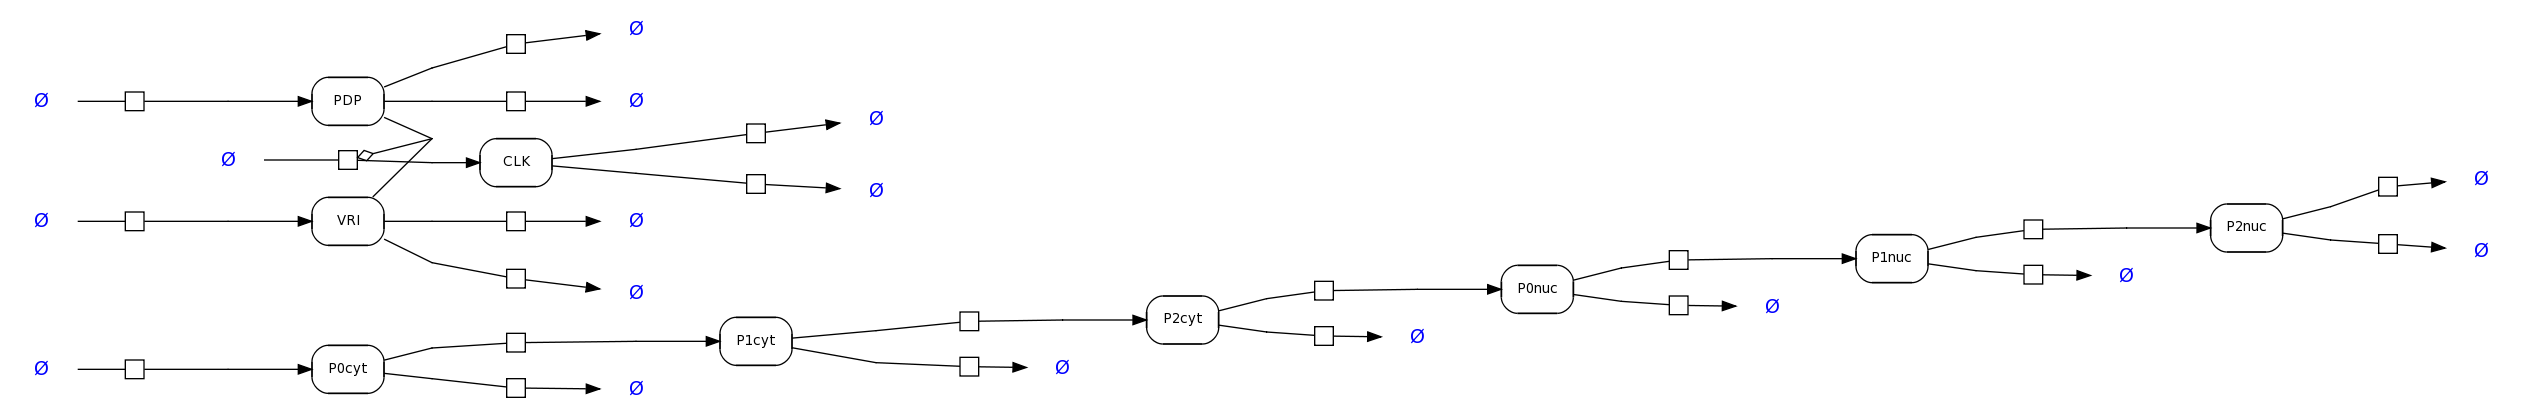 Ø
Ø PDP Ø
Ø
Ø CLK Ø
Ø
Ø VRI Ø
Ø
Ø P0cyt Ø
P1cyt Ø
P2cyt Ø
P0nuc Ø
P1nuc Ø
P2nuc Ø
Ø